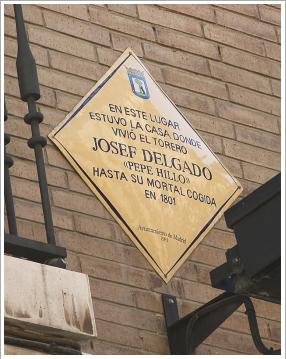 EN ESTE LUGAR
ESTUVO LA CASA DONDE
VIVIÓ EL TORERO
JOSEF DELGADO
«PEPE HILLO»
HASTA SU MORTAL COGIDA
EN 1801
Ayuntamiento de Madrid
1991